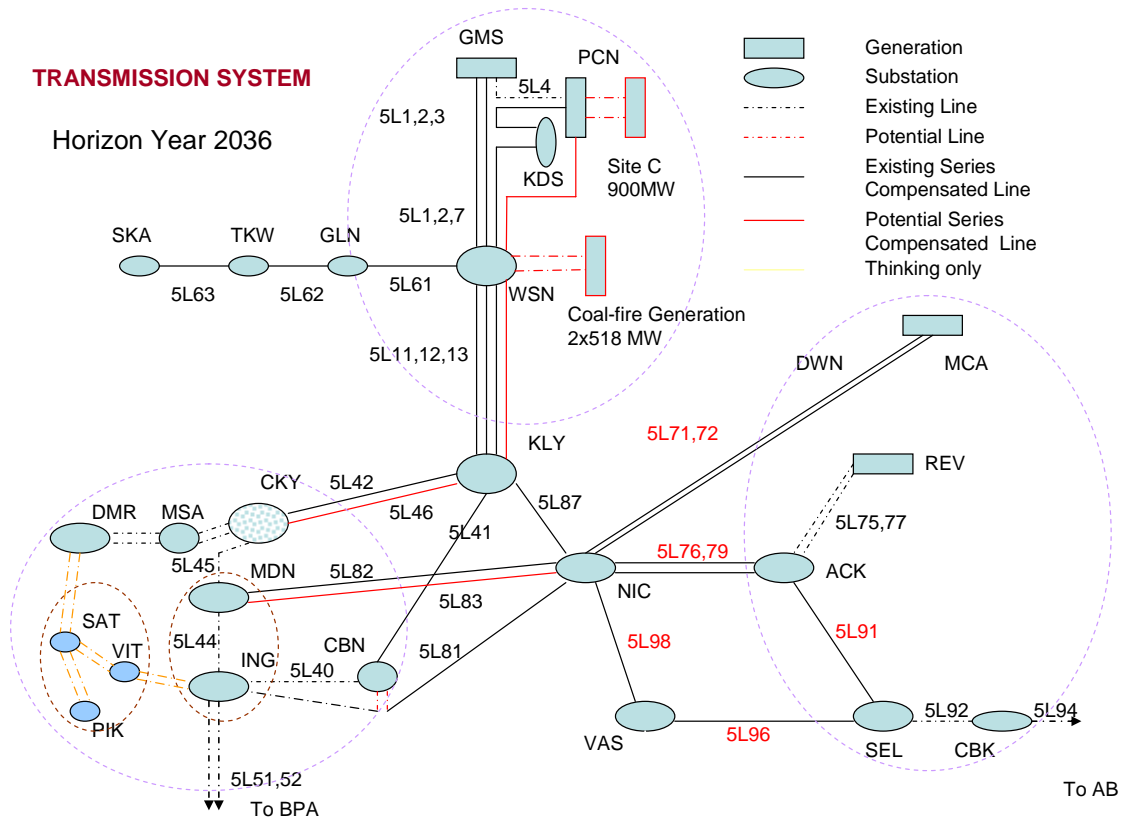 GMS
PCN
Generation
TRANSMISSION SYSTEM
5L4
Substation
Existing Line
5L1,2,3
Horizon Year 2036
Potential Line
Site C
900MW
KDS
Existing Series
Compensated Line
5L1,2,7
Potential Series
Compensated Line
Thinking only
SKA
TKW
GLN
5L63
5L62
5L61
WSN
Coal-fire Generation
2x518 MW
5L11,12,13
DWN
MCA
5L71,72
KLY
REV
CKY
5L42
5L87
DMR
MSA
5L46
5L41
5L75,77
5L45
MDN
5L82
5L76,79
NIC
ACK
5L83
SAT
VIT
5L44
5L98
5L91
ING
5L40
CBN
5L81
PIK
VAS
5L96
SEL
5L92
CBK
5L94
5L51,52
To BPA
To AB